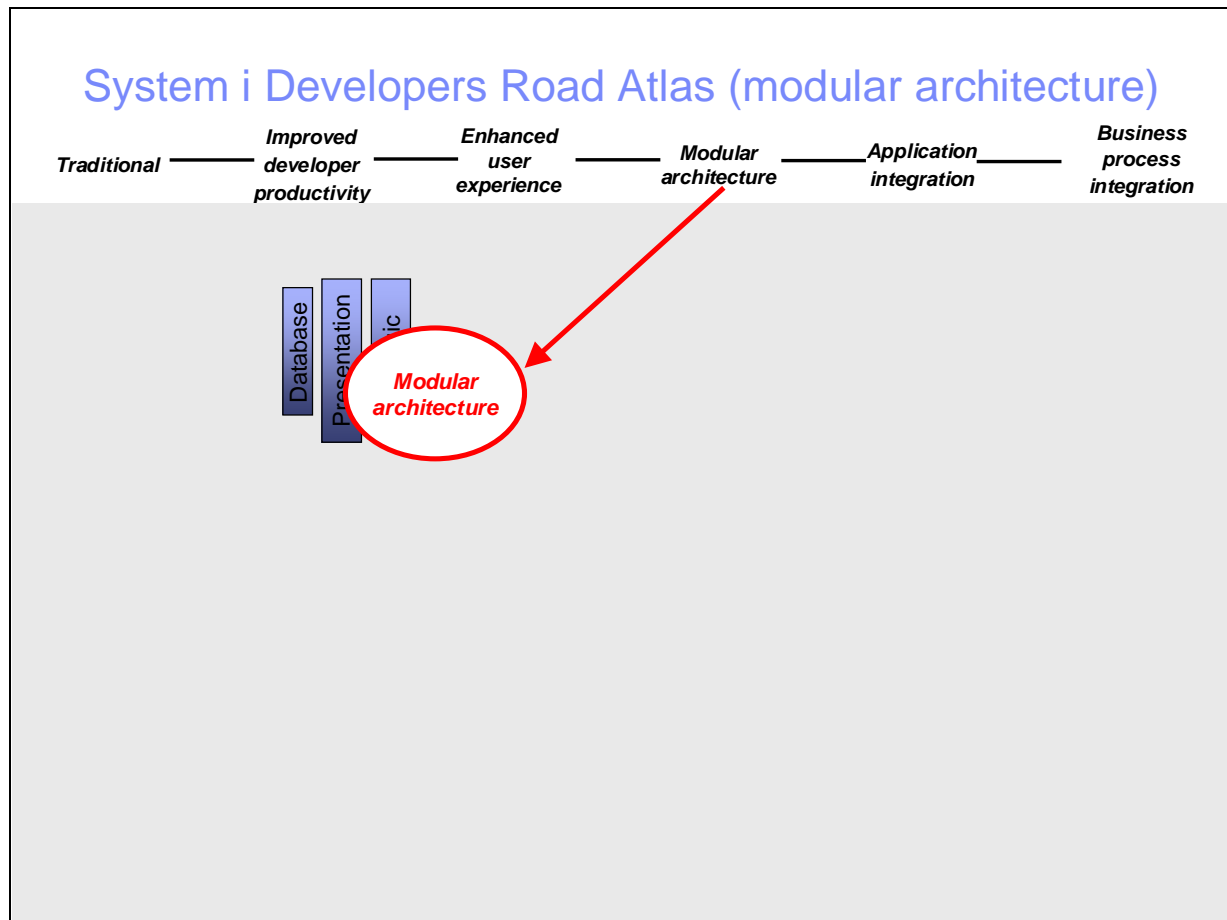 System i Developers Road Atlas (modular architecture)
Traditional
Improved
developer
productivity
Enhanced
user
experience
Modular
architecture
Application
integration
Business
process
integration
Database
Presentation
Modular
architecture